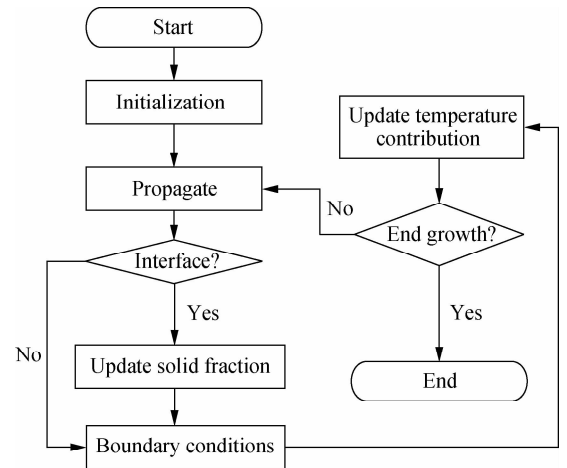 Start
Initialization
Propagate
Interface?
Yes
No
Update solid fraction
Boundary conditions
Update temperature
contribution
No
End growth?
Yes
End